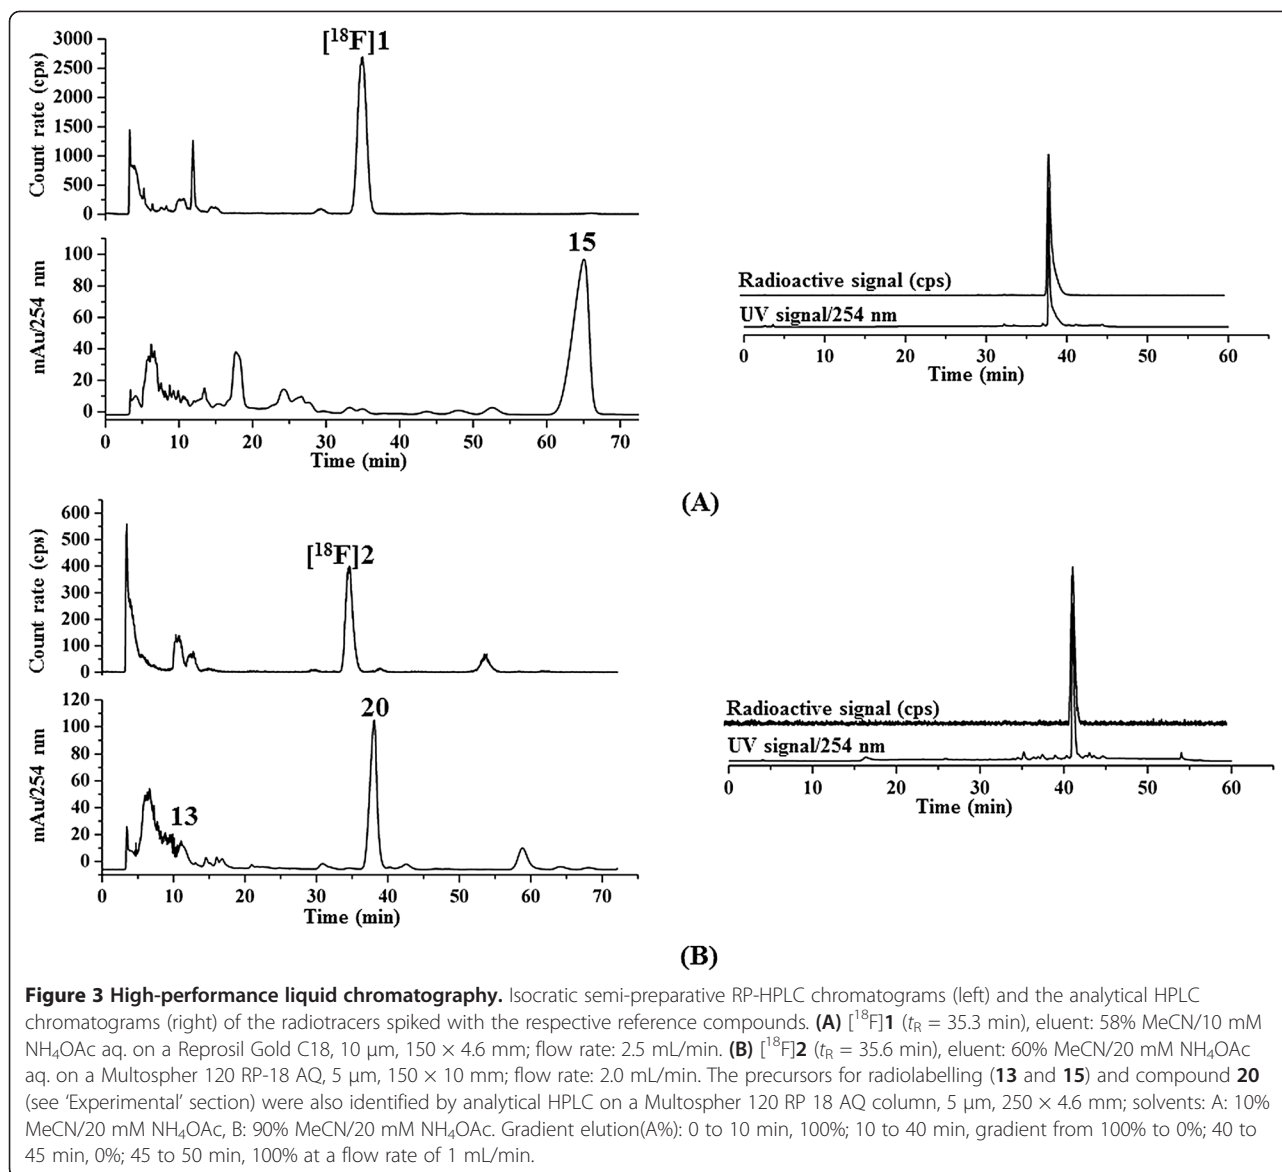 [18F]1
Count rate (cps)
3000
2500
2000
1500
1000
500
0
15
mAu/254 nm
100
80
60
40
20
0
0 10 20 30 40 50 60 70
Time (min)
Radioactive signal (cps)
UV signal/254 nm
0 10 20 30 40 50 60
Time (min)
(A)
[18F]2
Count rate (cps)
600
500
400
300
200
100
0
20
13
mAu/254 nm
120
100
80
60
40
20
0
0 10 20 30 40 50 60 70
Time (min)
Radioactive signal (cps)
UV signal/254 nm
0 10 20 30 40 50 60
Time (min)
(B)
Figure 3 High-performance liquid chromatography. Isocratic semi-preparative RP-HPLC chromatograms (left) and the analytical HPLC
chromatograms (right) of the radiotracers spiked with the respective reference compounds. (A) [18F]1 (tR = 35.3 min), eluent: 58% MeCN/10 mM
NH4OAc aq. on a Reprosil Gold C18, 10 μm, 150 × 4.6 mm; flow rate: 2.5 mL/min. (B) [18F]2 (tR = 35.6 min), eluent: 60% MeCN/20 mM NH4OAc
aq. on a Multospher 120 RP-18 AQ, 5 μm, 150 × 10 mm; flow rate: 2.0 mL/min. The precursors for radiolabelling (13 and 15) and compound 20
(see ‘Experimental’ section) were also identified by analytical HPLC on a Multospher 120 RP 18 AQ column, 5 μm, 250 × 4.6 mm; solvents: A: 10%
MeCN/20 mM NH4OAc, B: 90% MeCN/20 mM NH4OAc. Gradient elution(A%): 0 to 10 min, 100%; 10 to 40 min, gradient from 100% to 0%; 40 to
45 min, 0%; 45 to 50 min, 100% at a flow rate of 1 mL/min.